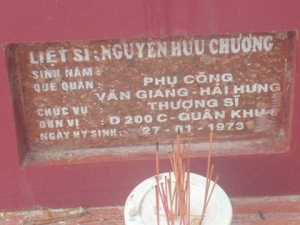 LIỆT SĨ : NGUYỄN HỮU CHƯƠNG
SINH NĂM :
QUÊ QUÁN : PHỤ CÔNG
VĂN GIANG - HẢI HƯNG
CHỨC VỤ : THƯỢNG SĨ
ĐƠN VỊ : D 200 C - QUÂN KHU 6
NGÀY HY SINH : 27 - 01 - 1973